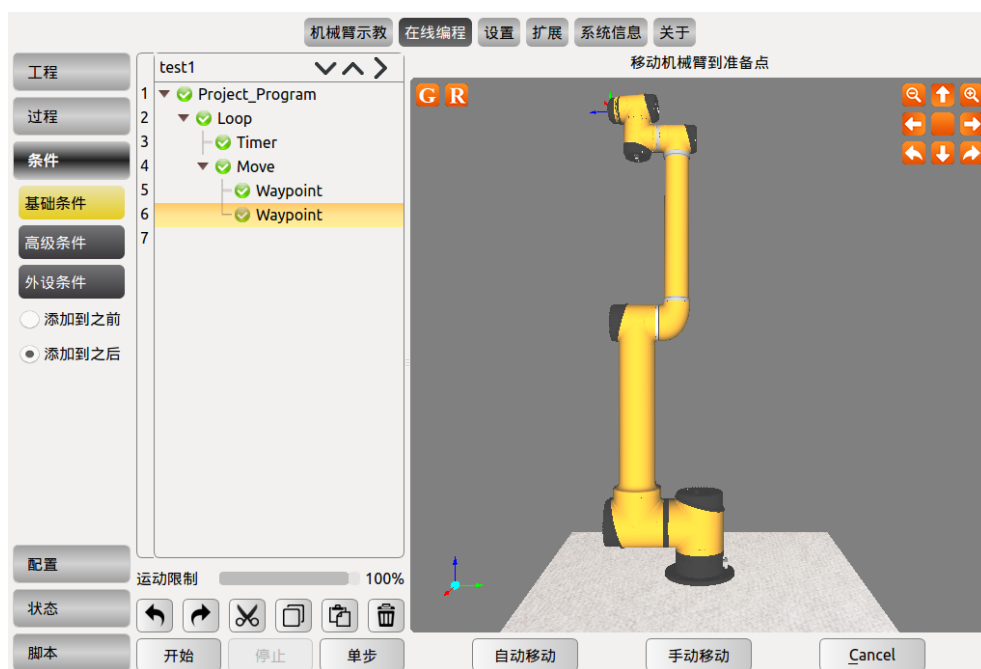 机械臂示教 在线编程 设置 扩展 系统信息 关于
移动机械臂到准备点
工程
过程
条件
基础条件
高级条件
外设条件
添加到之前
添加到之后
配置
状态
脚本
test1
1 Project_Program
2 Loop
3 Timer
4 Move
5 Waypoint
6 Waypoint
7
G R
运动限制 100%
开始 停止 单步 自动移动 手动移动 Cancel